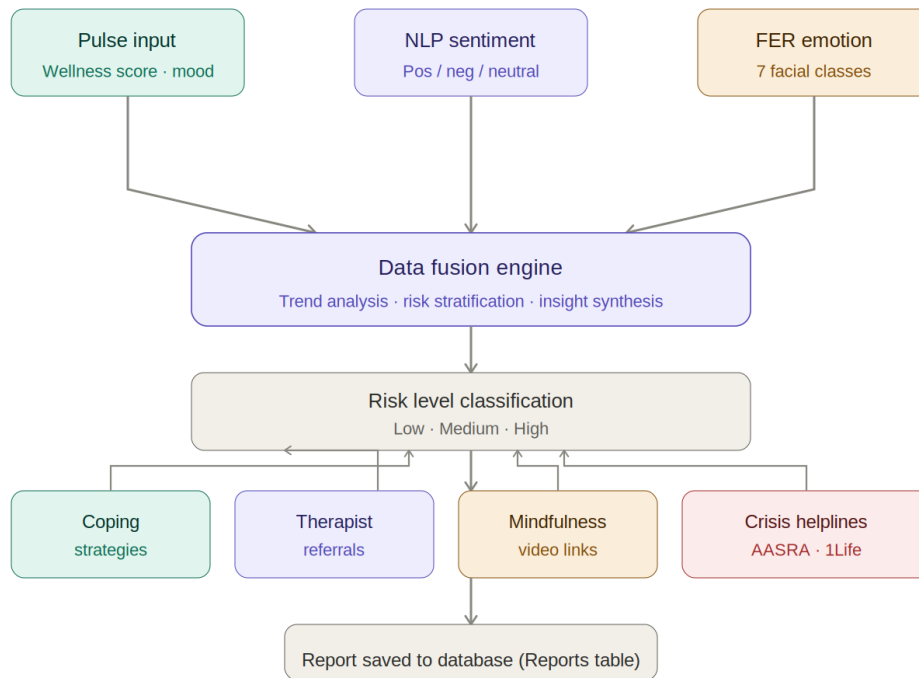 Pulse input
Wellness score · mood
NLP sentiment
Pos / neg / neutral
FER emotion
7 facial classes
Data fusion engine
Trend analysis · risk stratification · insight synthesis
Risk level classification
Low · Medium · High
Coping
strategies
Therapist
referrals
Mindfulness
video links
Crisis helplines
AASRA · 1Life
Report saved to database (Reports table)